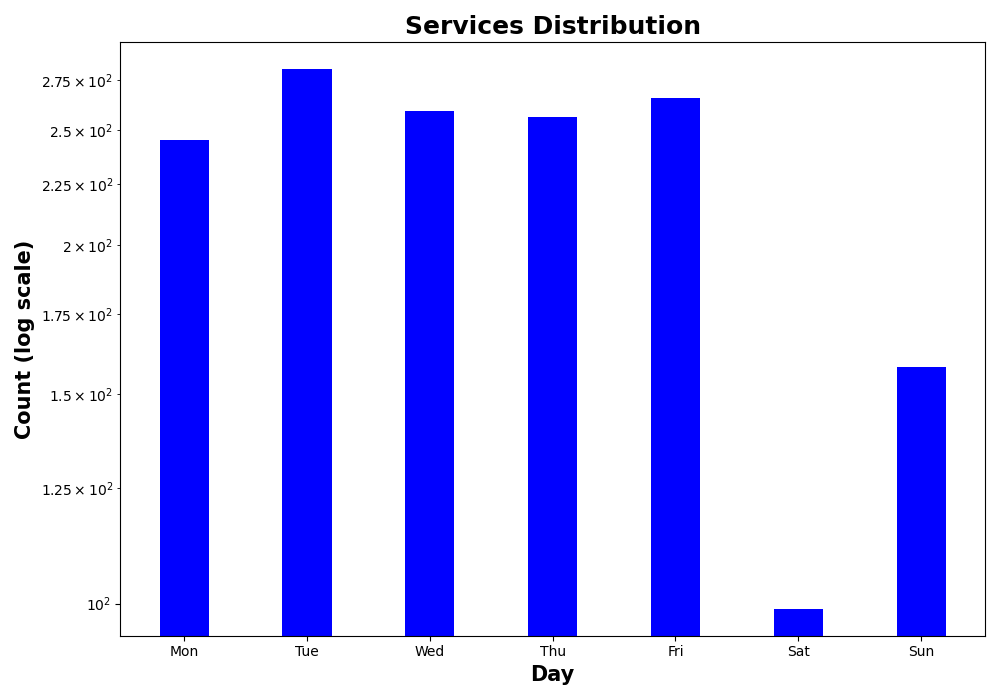 Services Distribution
Count (log scale)
2.75 × 10²
2.5 × 10²
2.25 × 10²
2 × 10²
1.75 × 10²
1.5 × 10²
1.25 × 10²
10²
Mon Tue Wed Thu Fri Sat Sun
Day